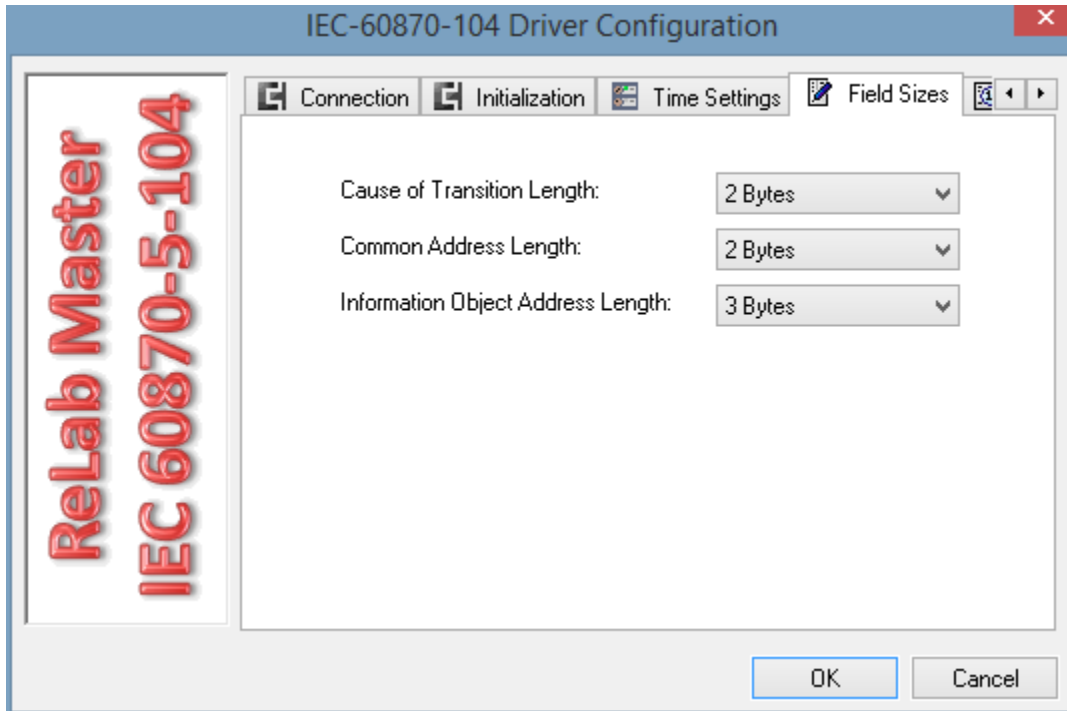 IEC-60870-104 Driver Configuration
ReLab Master
IEC 60870-5-104
Connection
Initialization
Time Settings
Field Sizes
Cause of Transition Length:
2 Bytes
Common Address Length:
2 Bytes
Information Object Address Length:
3 Bytes
OK
Cancel